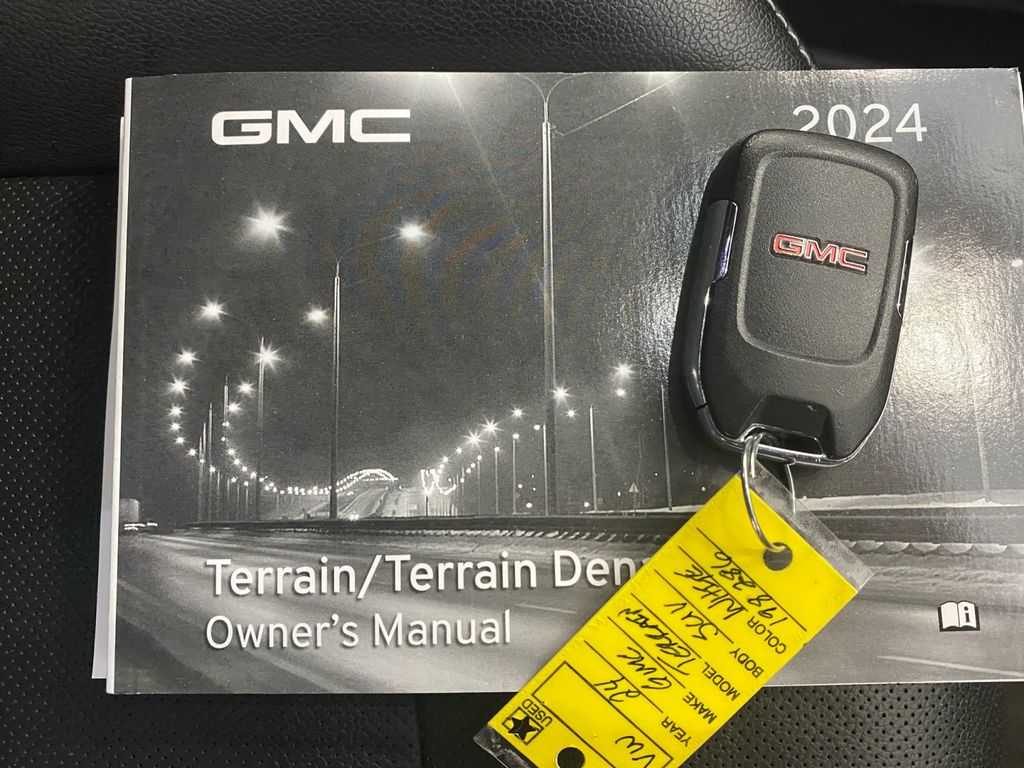 GMC
2024
GMC
Terrain/Terrain Den
Owner's Manual
USED
VW
YEAR 24
MAKE GMC
MODEL Terrain
BODY SUV
COLOR White
198286